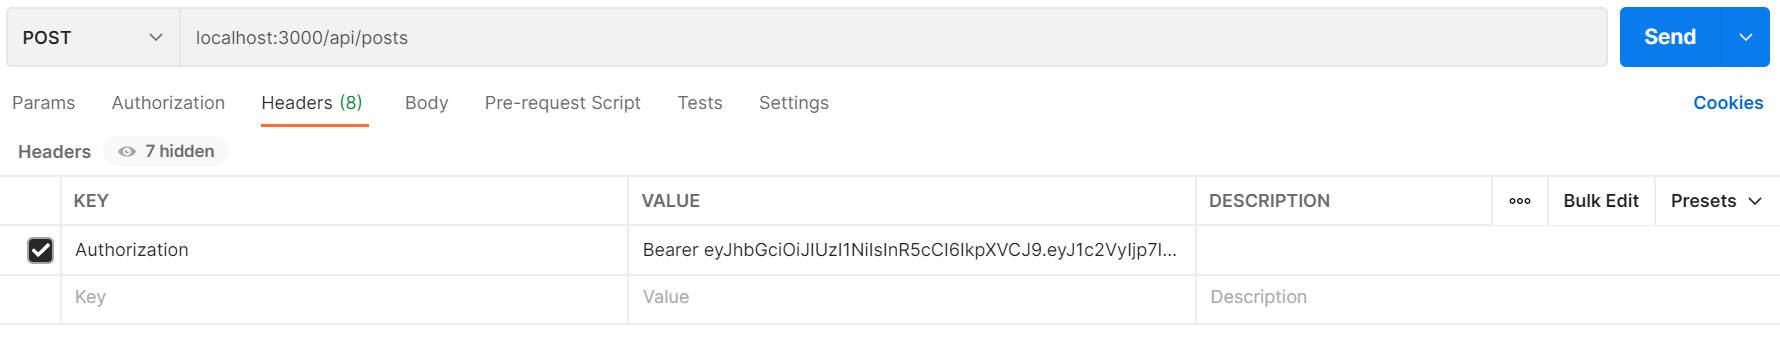 POST localhost:3000/api/posts Send
Params Authorization Headers (8) Body Pre-request Script Tests Settings Cookies
Headers 7 hidden
KEY VALUE DESCRIPTION Bulk Edit Presets
Authorization Bearer eyJhbGciOiJIUzI1NiIsInR5cCI6IkpXVCJ9.eyJ1c2VyIjp7I...
Key Value Description